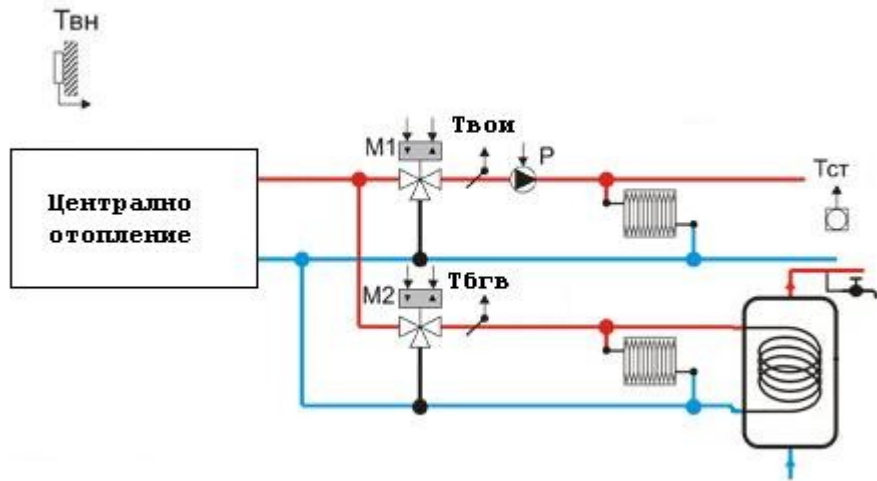 Твн
M1
Твои
P
Тст
Централно
отопление
M2
Тбгв